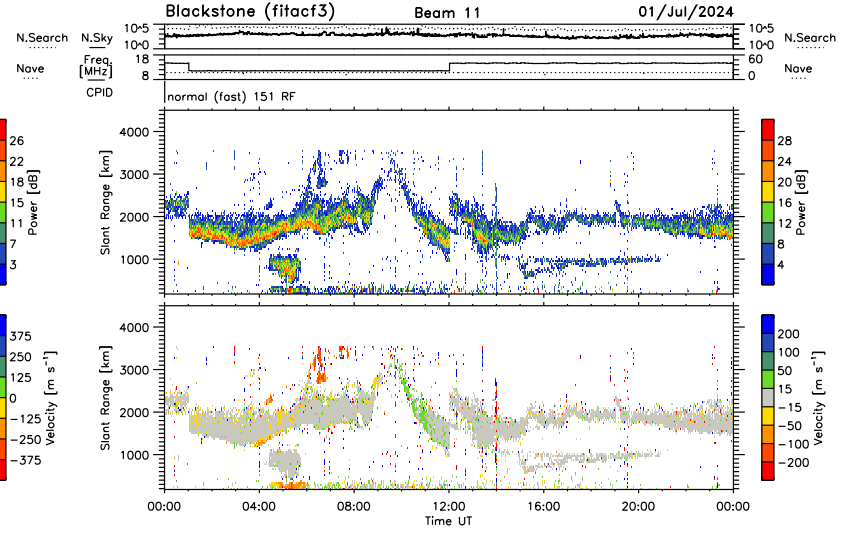 Blackstone (fitacf3) Beam 11 01/Jul/2024
N.Search N.Sky 10^5 10^0 10^5 10^0 N.Search
Nave Freq. [MHz] 18 8 60 0 Nave
CPID normal (fast) 151 RF
Slant Range [km] 4000 3000 2000 1000
Power [dB] 26 22 18 15 11 7 3
Power [dB] 28 24 20 16 12 8 4
Slant Range [km] 4000 3000 2000 1000
Velocity [m s⁻¹] 375 250 125 0 −125 −250 −375
Velocity [m s⁻¹] 200 100 50 15 −15 −50 −100 −200
00:00 04:00 08:00 12:00 16:00 20:00 00:00
Time UT